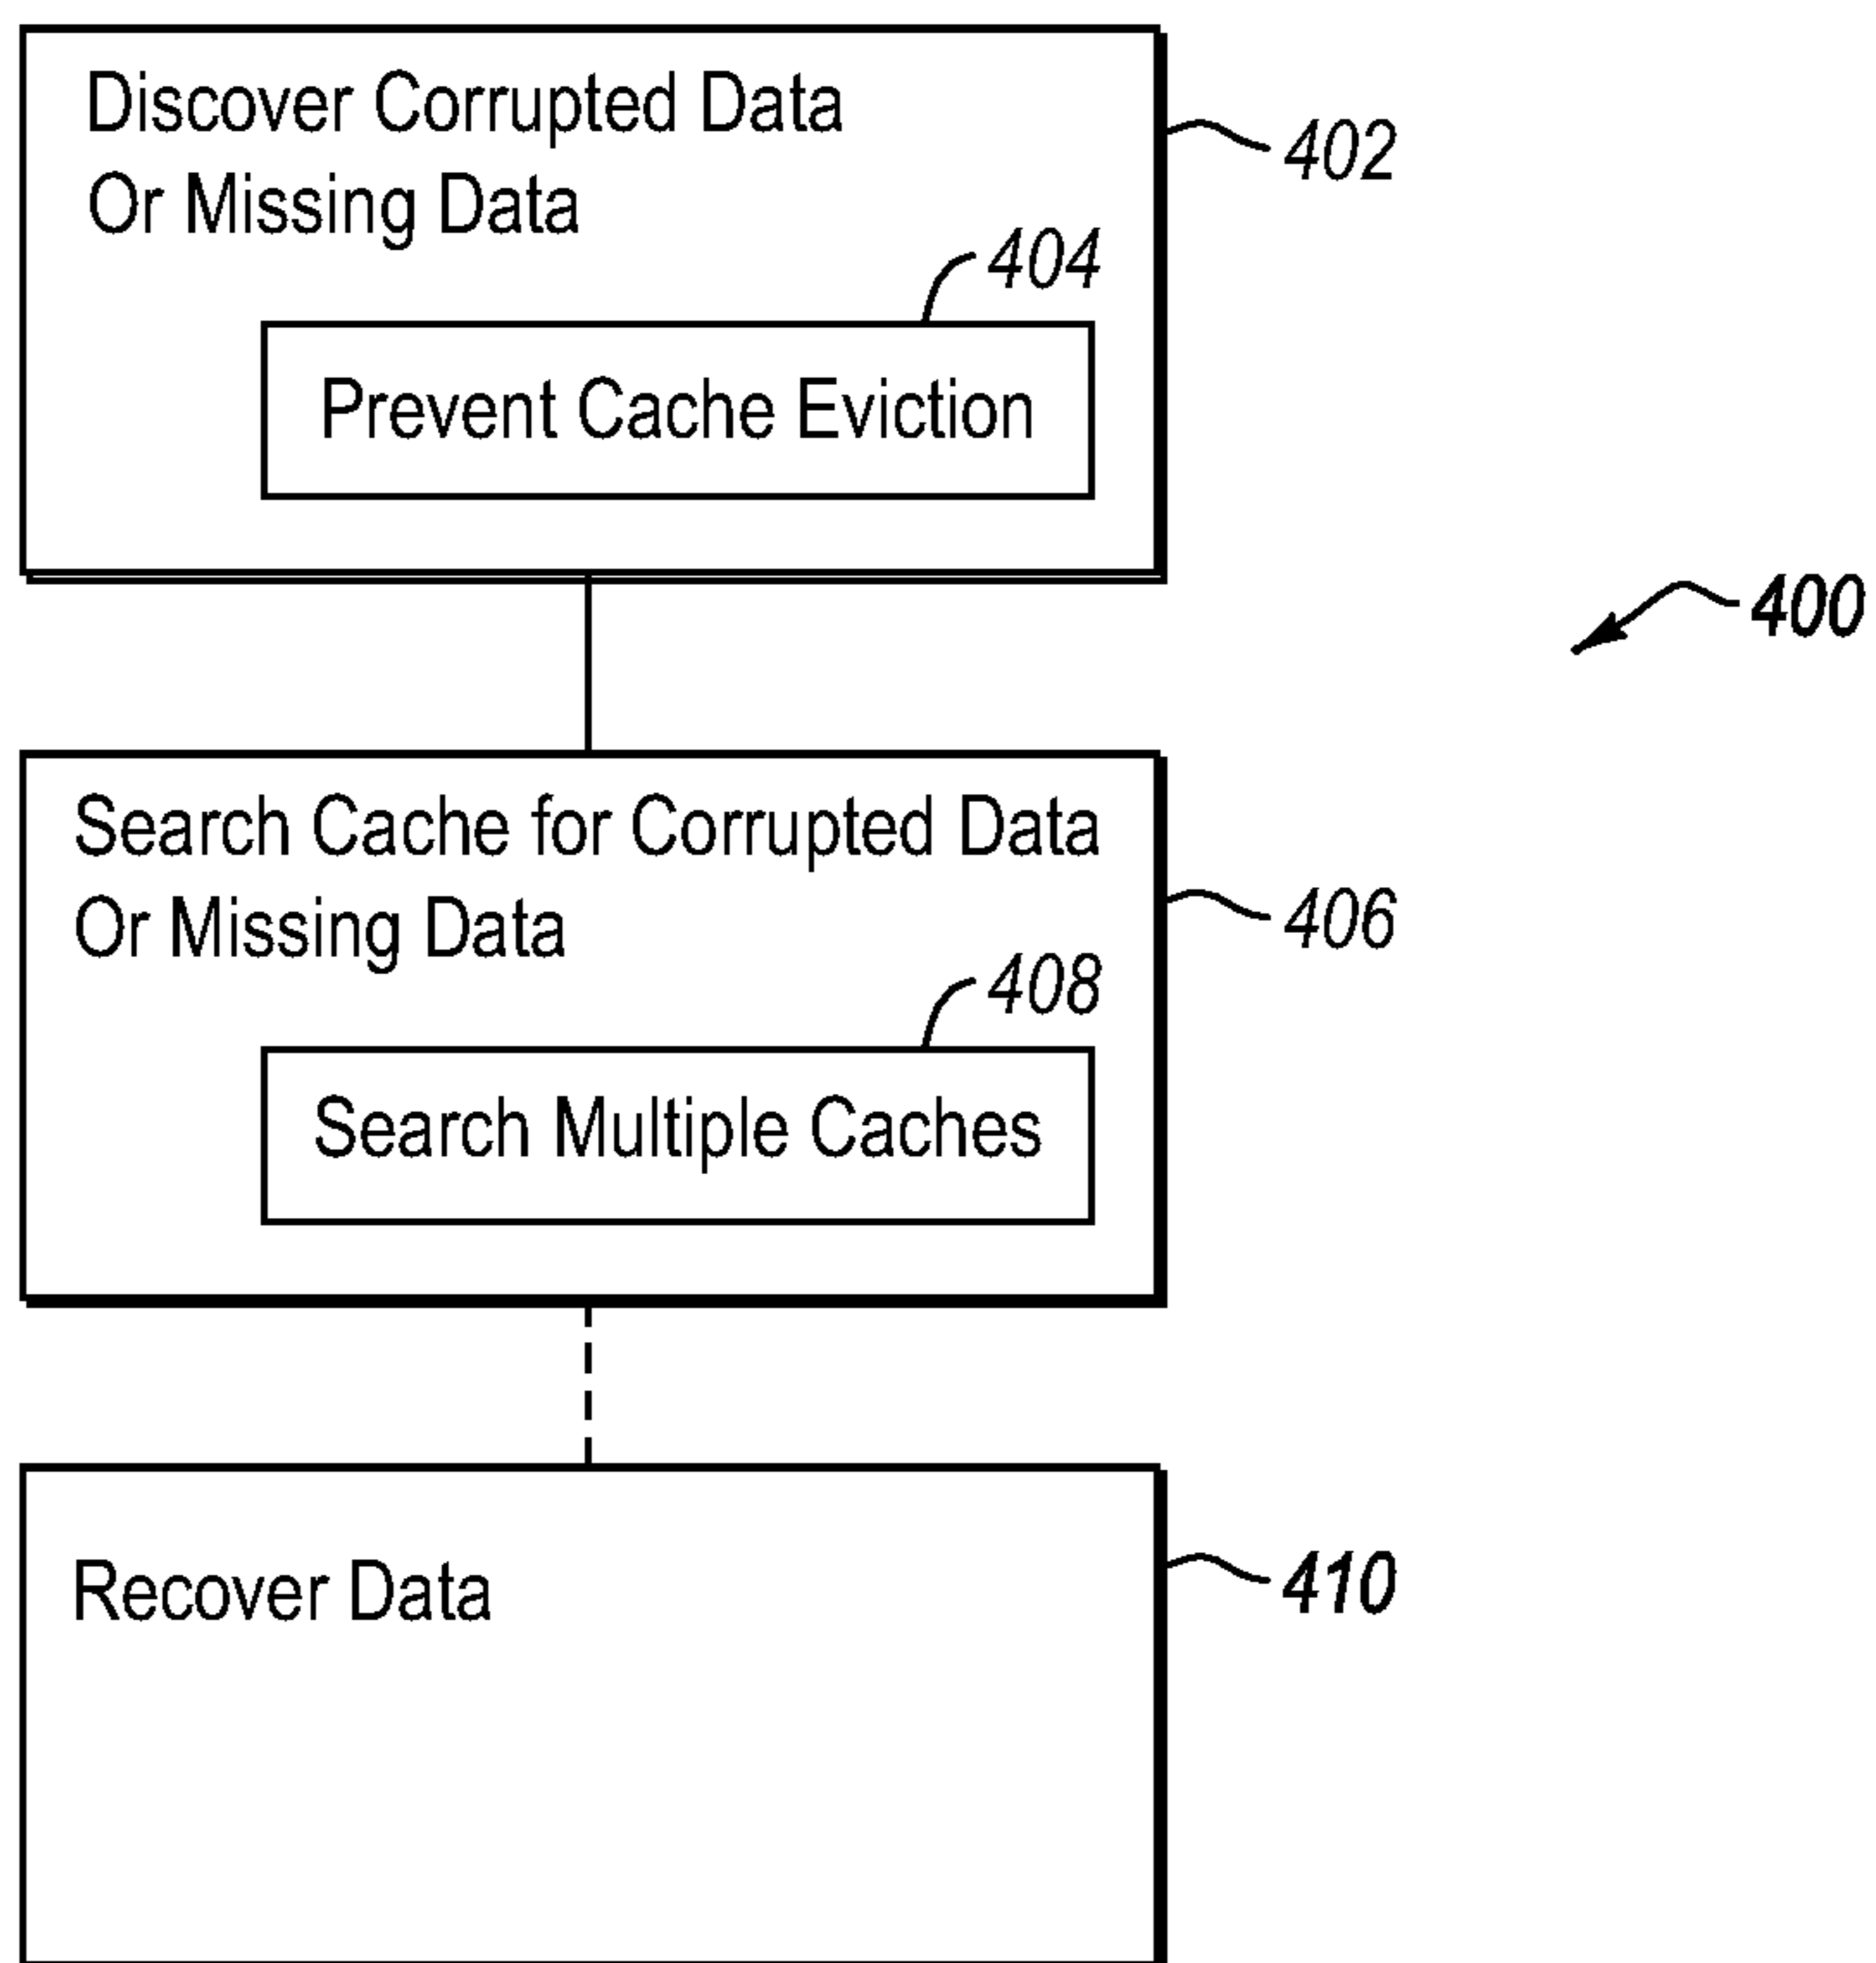 Discover Corrupted Data
Or Missing Data
402
404
Prevent Cache Eviction
400
Search Cache for Corrupted Data
Or Missing Data
406
408
Search Multiple Caches
Recover Data
410